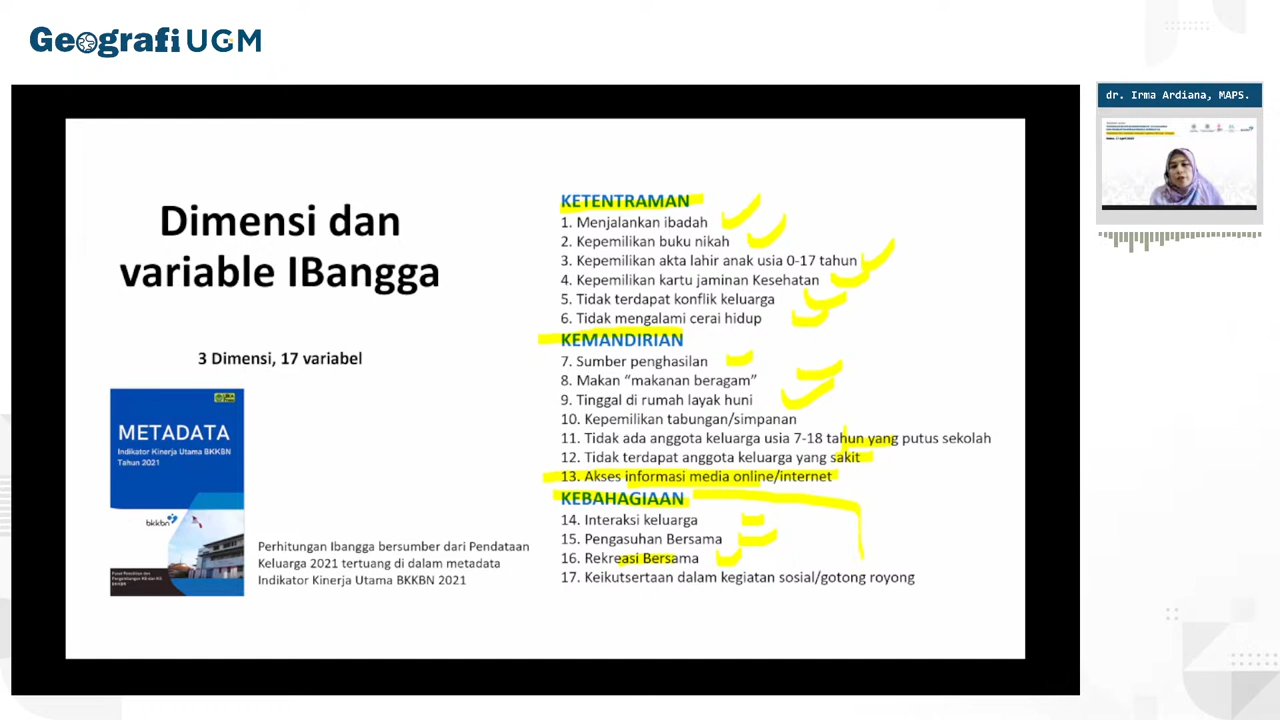 Geografi UGM
dr. Irma Ardiana, MAPS.
Dimensi dan
variable IBangga
3 Dimensi, 17 variabel
METADATA
Indikator Kinerja Utama BKKBN
Tahun 2021
bkkbn
Perhitungan Ibangga bersumber dari Pendataan
Keluarga 2021 tertuang di dalam metadata
Indikator Kinerja Utama BKKBN 2021
KETENTRAMAN
1. Menjalankan ibadah
2. Kepemilikan buku nikah
3. Kepemilikan akta lahir anak usia 0-17 tahun
4. Kepemilikan kartu jaminan Kesehatan
5. Tidak terdapat konflik keluarga
6. Tidak mengalami cerai hidup
KEMANDIRIAN
7. Sumber penghasilan
8. Makan “makanan beragam”
9. Tinggal di rumah layak huni
10. Kepemilikan tabungan/simpanan
11. Tidak ada anggota keluarga usia 7-18 tahun yang putus sekolah
12. Tidak terdapat anggota keluarga yang sakit
13. Akses informasi media online/internet
KEBAHAGIAAN
14. Interaksi keluarga
15. Pengasuhan Bersama
16. Rekreasi Bersama
17. Keikutsertaan dalam kegiatan sosial/gotong royong